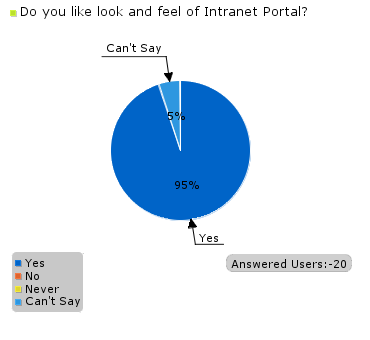 Do you like look and feel of Intranet Portal?
Can't Say
5%
95%
Yes
Answered Users:-20
Yes
No
Never
Can't Say